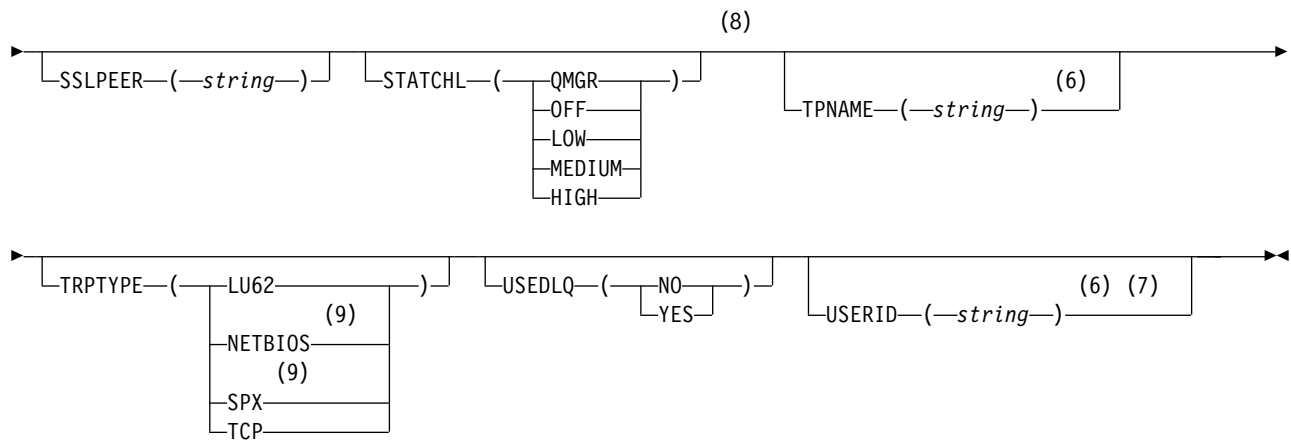 (8)
SSLPEER ( string ) STATCHL ( QMGR ) (6)
OFF TPNAME ( string )
LOW
MEDIUM
HIGH
TRPTYPE ( LU62 ) USEDLQ ( NO ) (6) (7)
(9) YES USERID ( string )
NETBIOS
(9)
SPX
TCP